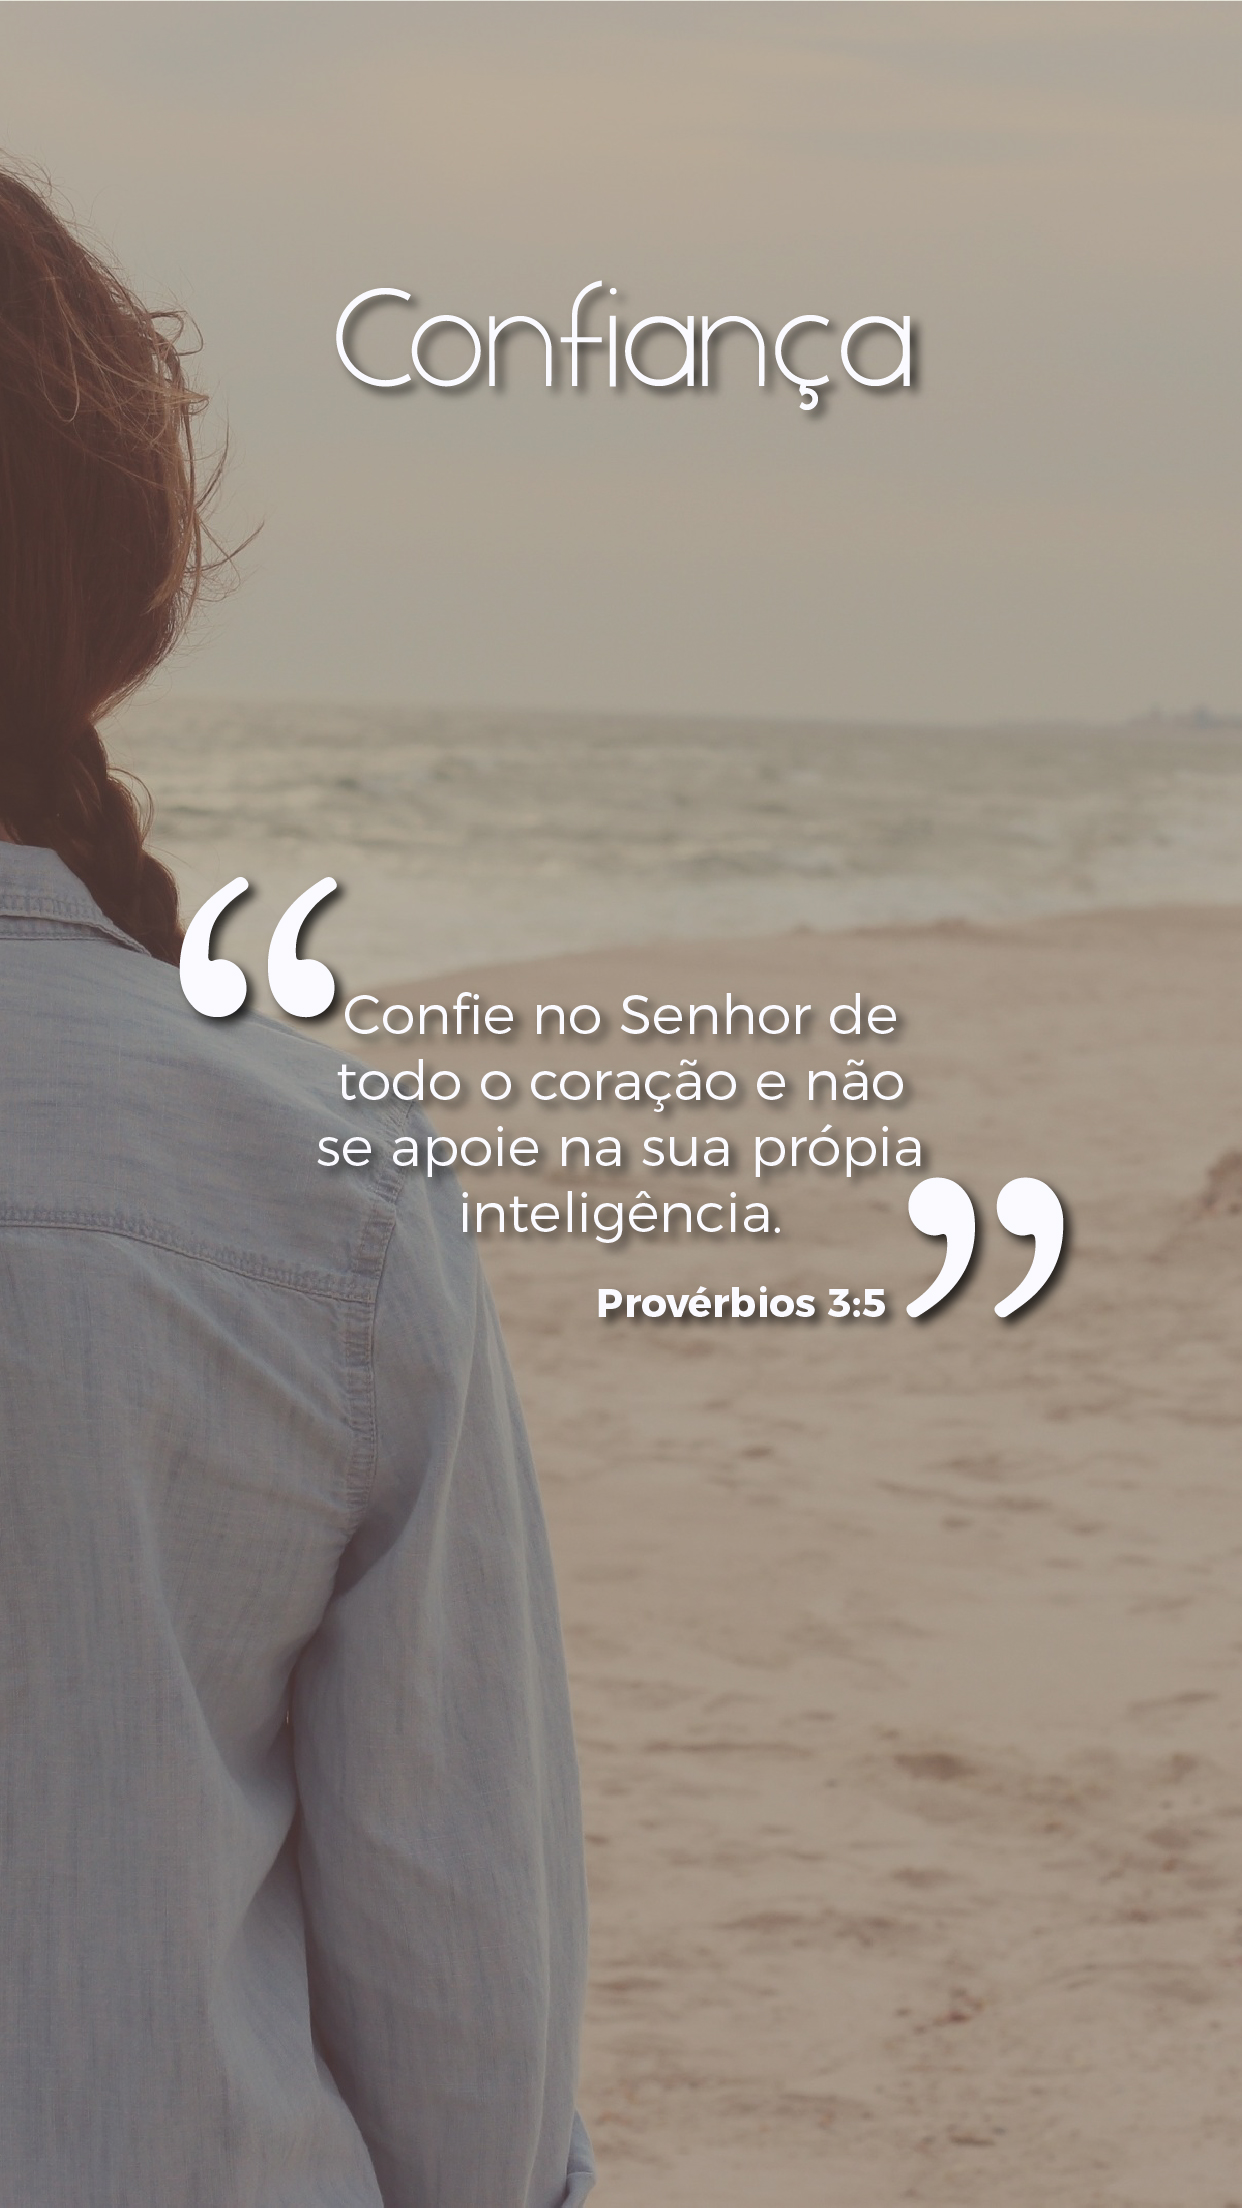 Confiança
“Confie no Senhor de
todo o coração e não
se apoie na sua própia
inteligência.
Provérbios 3:5”